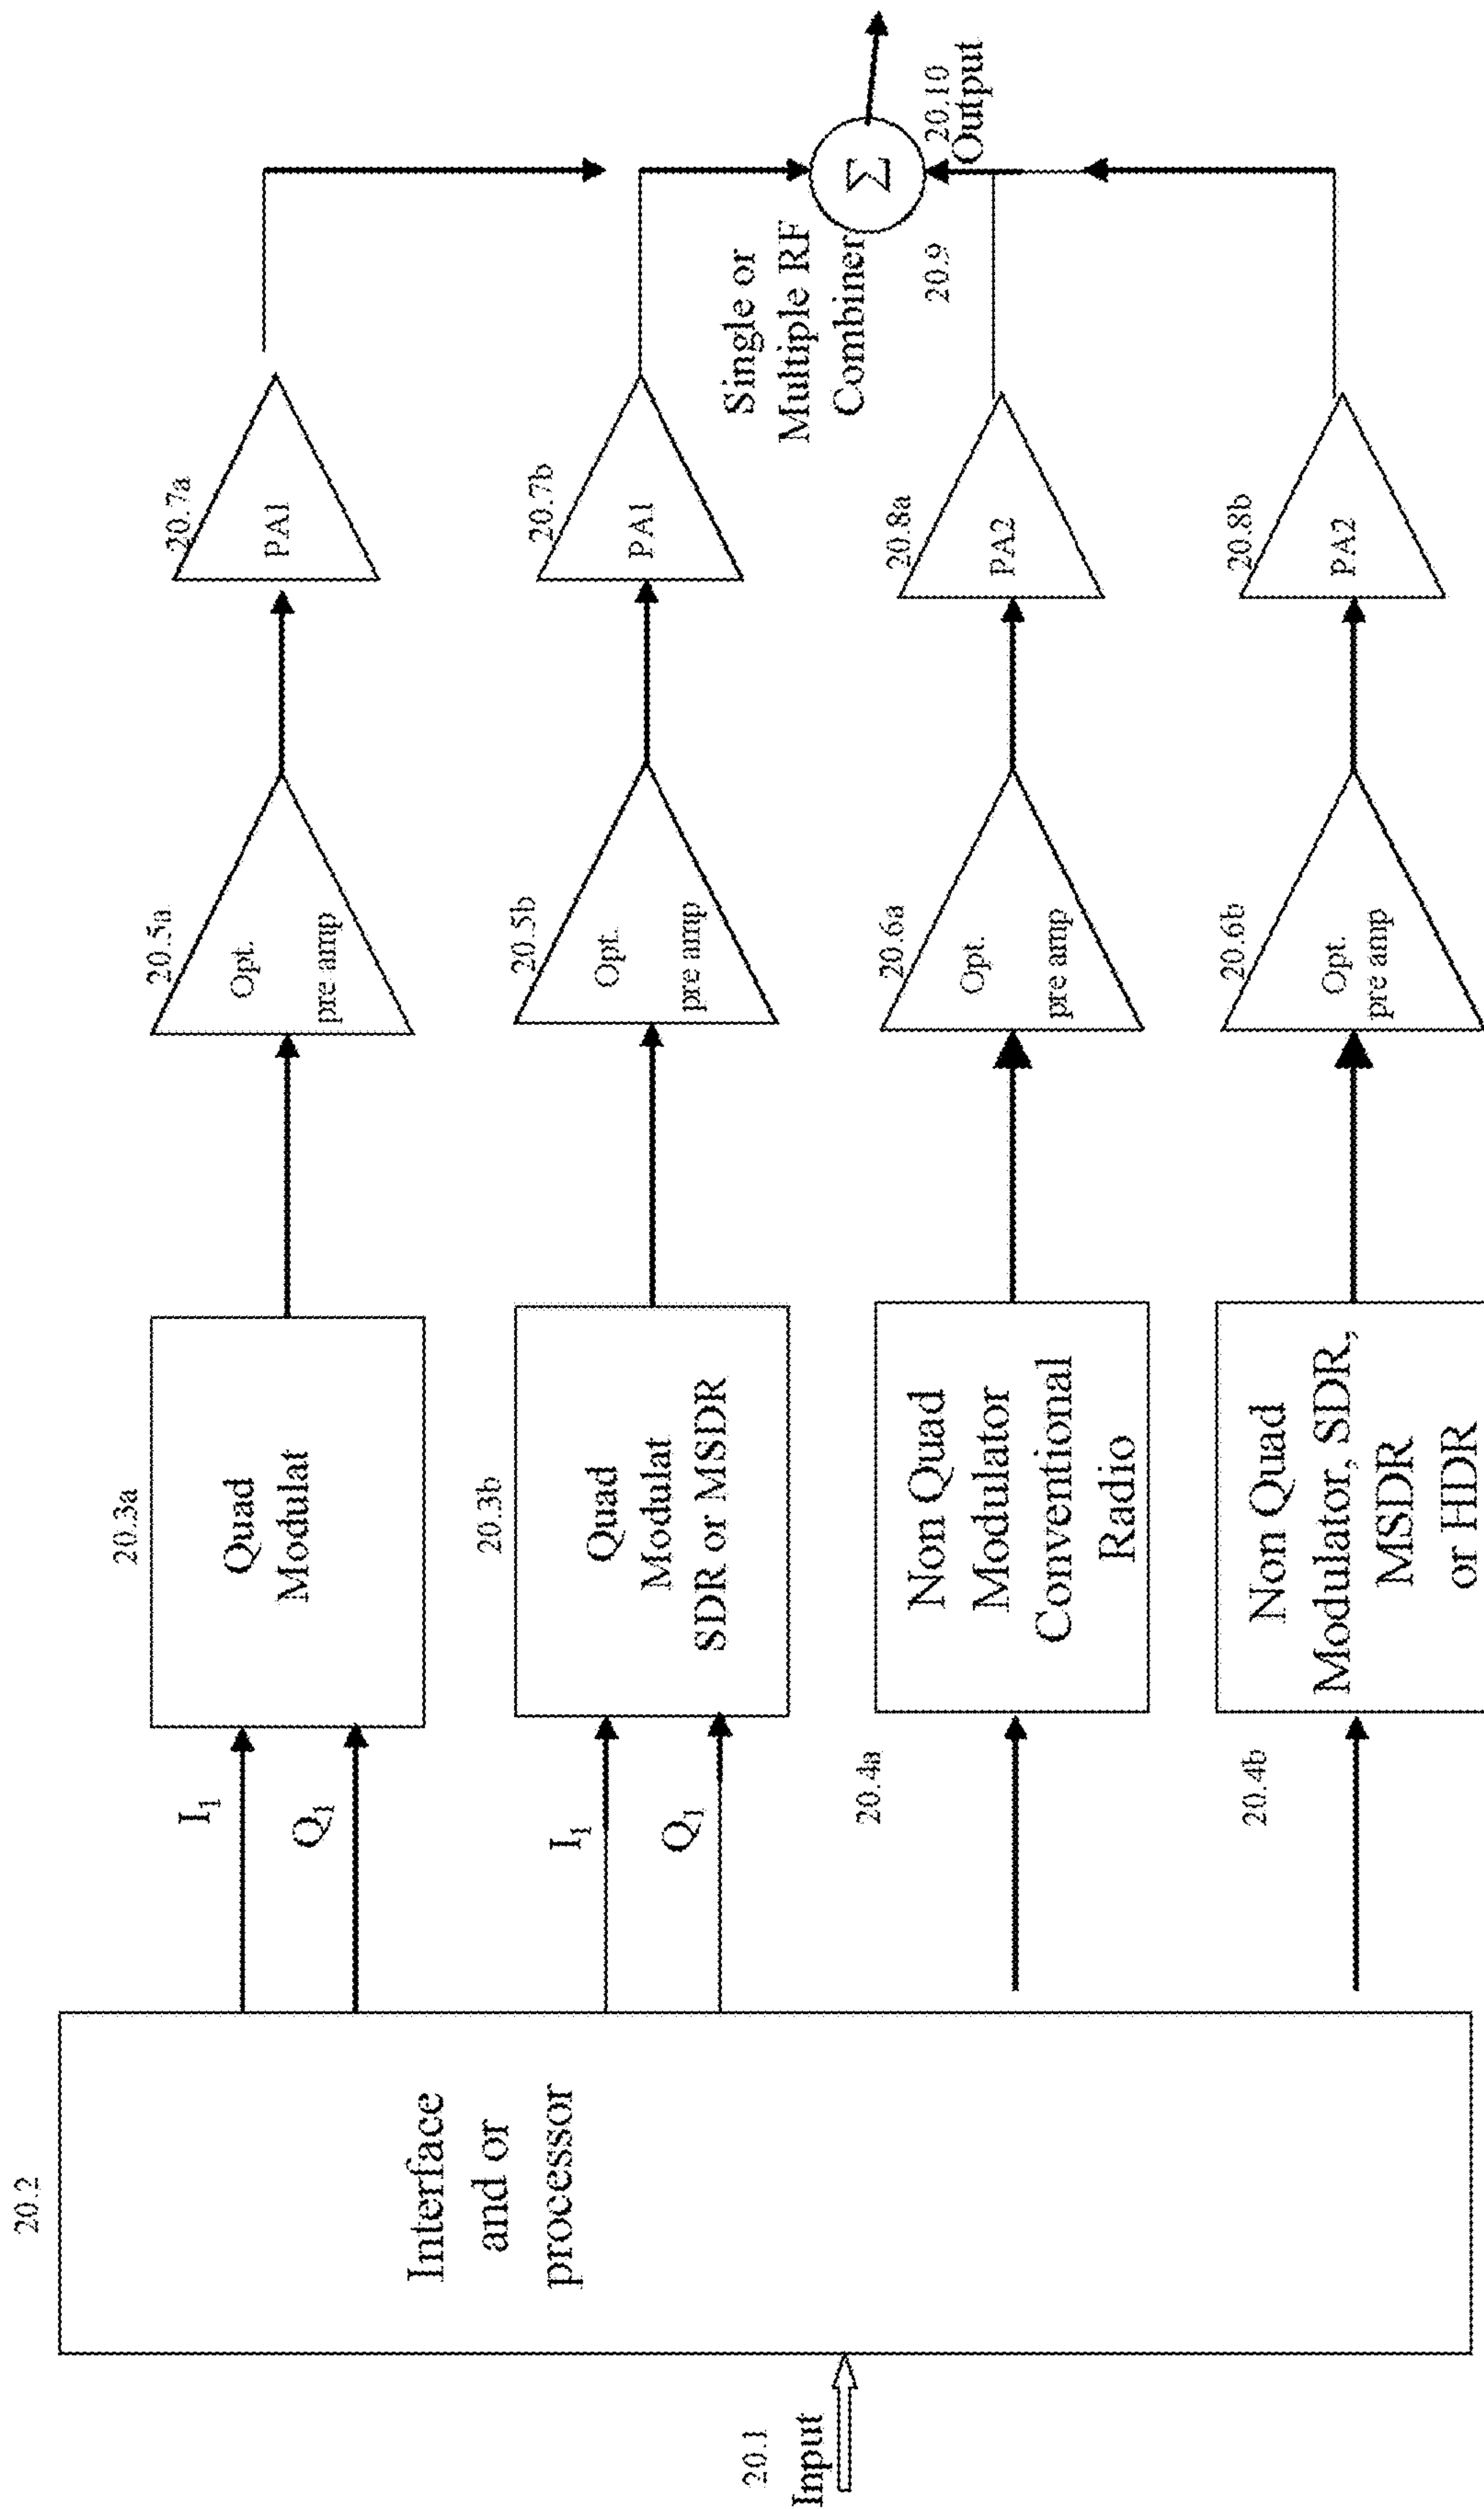 20.1
Input
20.2
Interface
and or
processor
I1
Q1
20.3a
Quad
Modulat
20.5a
Opt.
pre amp
20.7a
PA1
I1
Q1
20.3b
Quad
Modulat
SDR or MSDR
20.5b
Opt.
pre amp
20.7b
PA1
Single or
Multiple RF
Combiner
Σ
20.9
20.10
Output
20.4a
Non Quad
Modulator
Conventional
Radio
20.6a
Opt.
pre amp
20.8a
PA2
20.4b
Non Quad
Modulator, SDR,
MSDR
or HDR
20.6b
Opt.
pre amp
20.8b
PA2